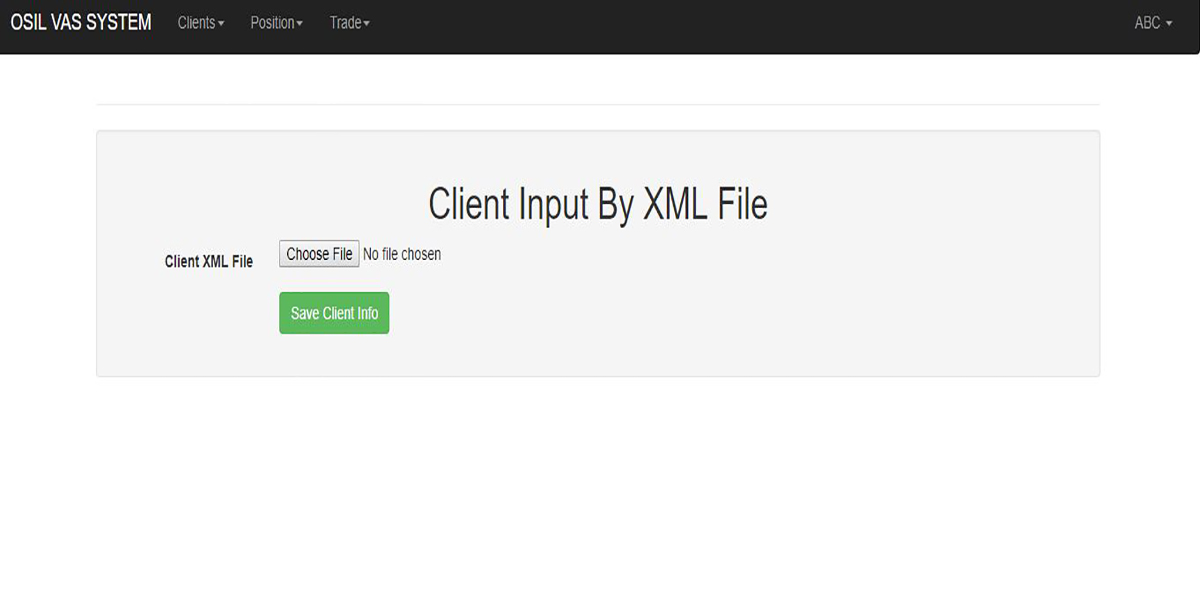 OSIL VAS SYSTEM Clients Position Trade ABC
Client Input By XML File
Client XML File Choose File No file chosen
Save Client Info